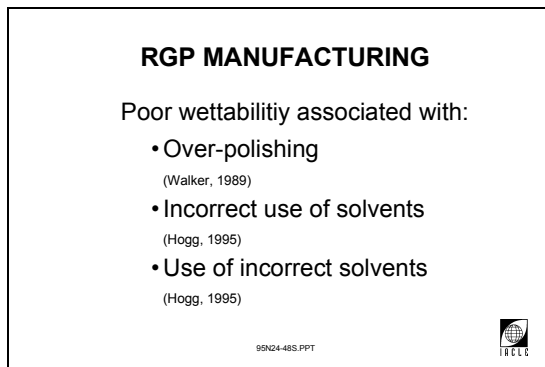 RGP MANUFACTURING
Poor wettabilitiy associated with:
• Over-polishing
(Walker, 1989)
• Incorrect use of solvents
(Hogg, 1995)
• Use of incorrect solvents
(Hogg, 1995)
95N24-48S.PPT
IACLE